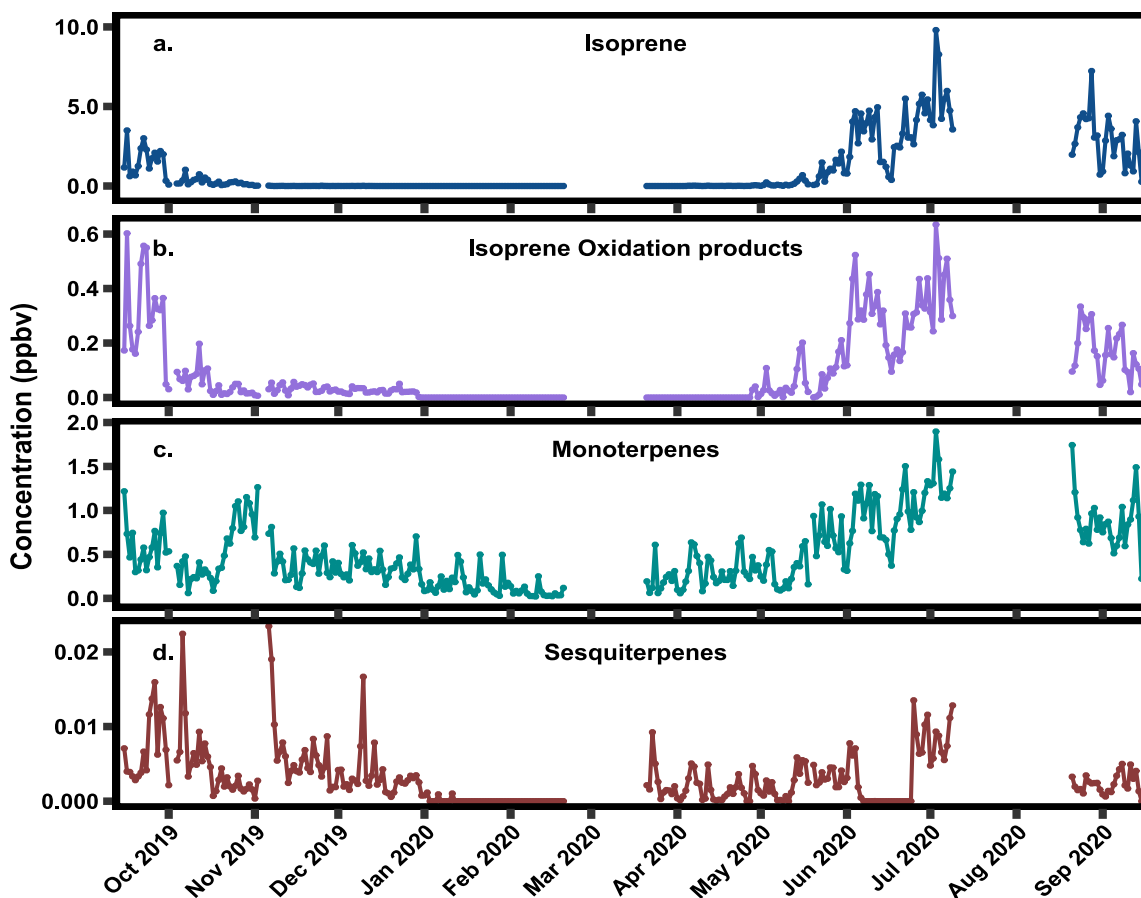 a.
Isoprene
10.0
5.0
0.0
b.
Isoprene Oxidation products
0.6
0.4
0.2
0.0
c.
Monoterpenes
2.0
1.5
1.0
0.5
0.0
d.
Sesquiterpenes
0.02
0.01
0.000
Concentration (ppbv)
Oct 2019
Nov 2019
Dec 2019
Jan 2020
Feb 2020
Mar 2020
Apr 2020
May 2020
Jun 2020
Jul 2020
Aug 2020
Sep 2020